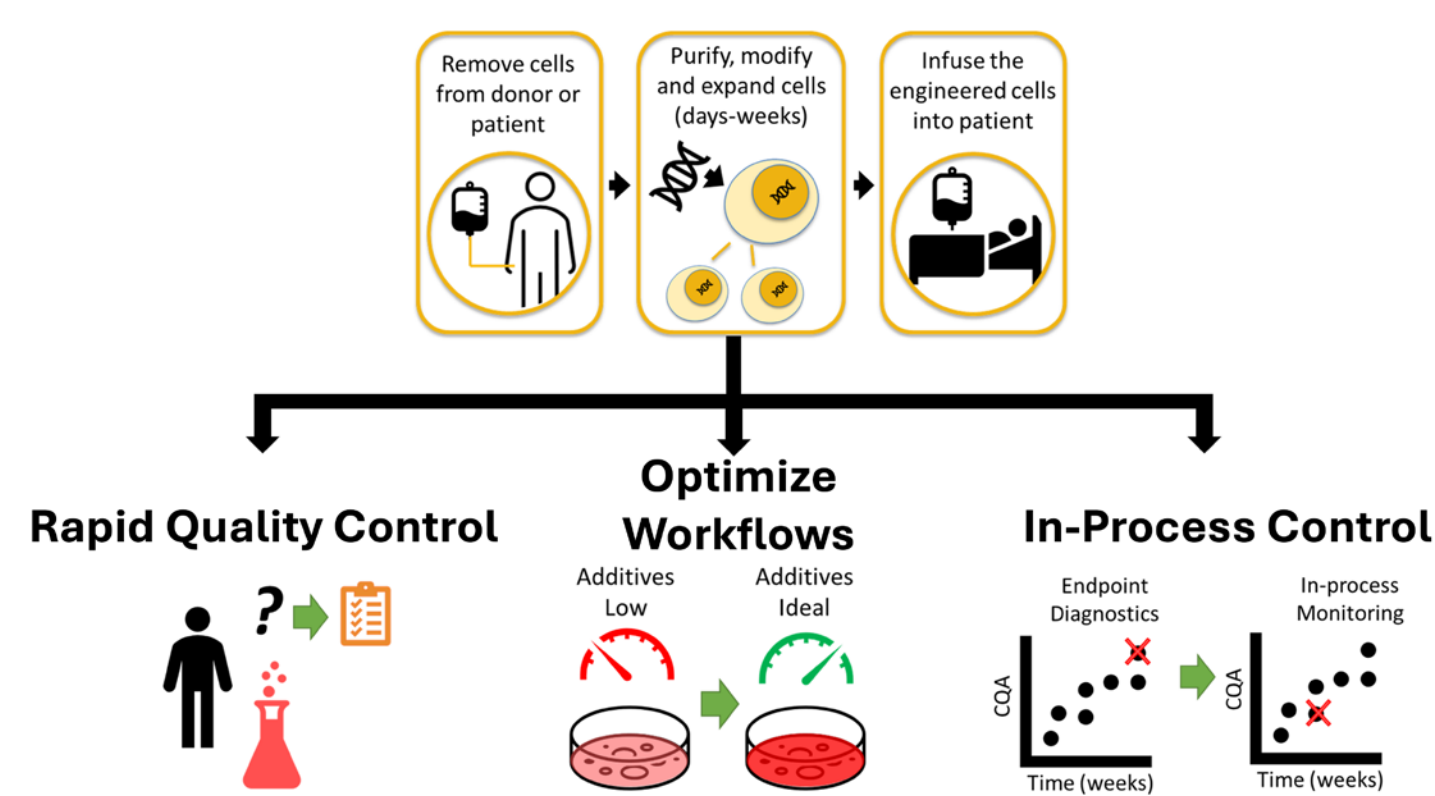 Remove cells
from donor or
patient
Purify, modify
and expand cells
(days-weeks)
Infuse the
engineered cells
into patient
Rapid Quality Control
?
Optimize
Workflows
Additives
Low
Additives
Ideal
In-Process Control
Endpoint
Diagnostics
CQA
Time (weeks)
In-process
Monitoring
CQA
Time (weeks)